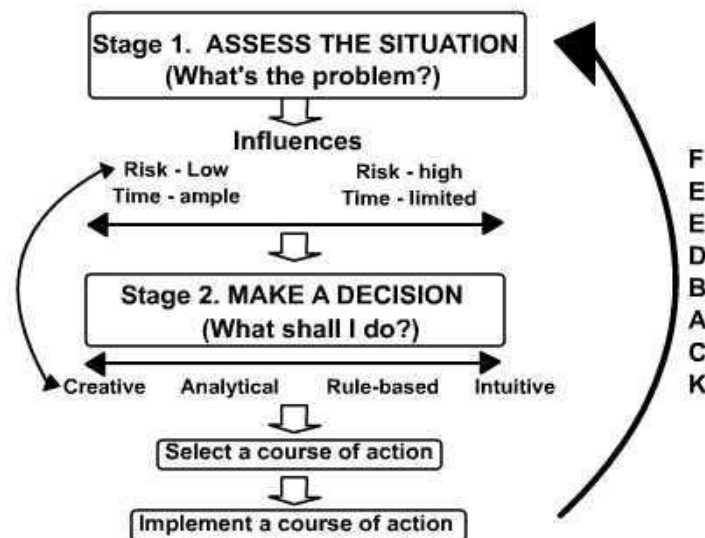 Stage 1. ASSESS THE SITUATION
(What's the problem?)
Influences
Risk - Low
Time - ample
Risk - high
Time - limited
Stage 2. MAKE A DECISION
(What shall I do?)
Creative Analytical Rule-based Intuitive
Select a course of action
Implement a course of action
FEEDBACK